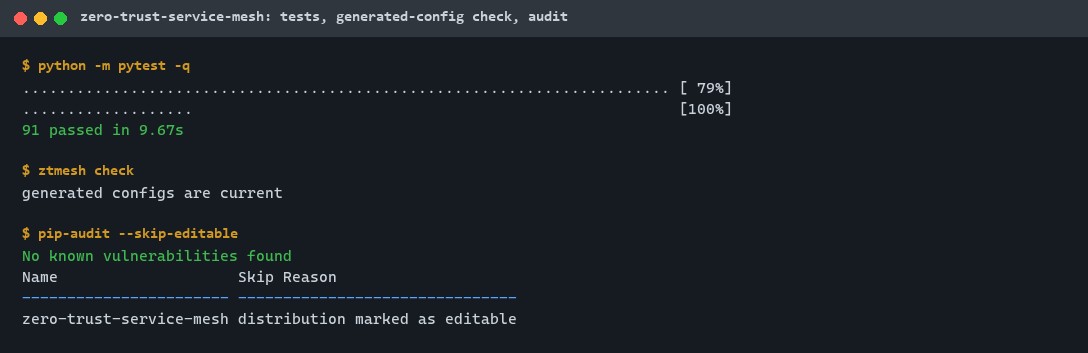 zero-trust-service-mesh: tests, generated-config check, audit
$ python -m pytest -q
........................................................................ [ 79%]
...................                                                      [100%]
91 passed in 9.67s
$ ztmesh check
generated configs are current
$ pip-audit --skip-editable
No known vulnerabilities found
Name                    Skip Reason
----------------------- -------------------------------
zero-trust-service-mesh distribution marked as editable